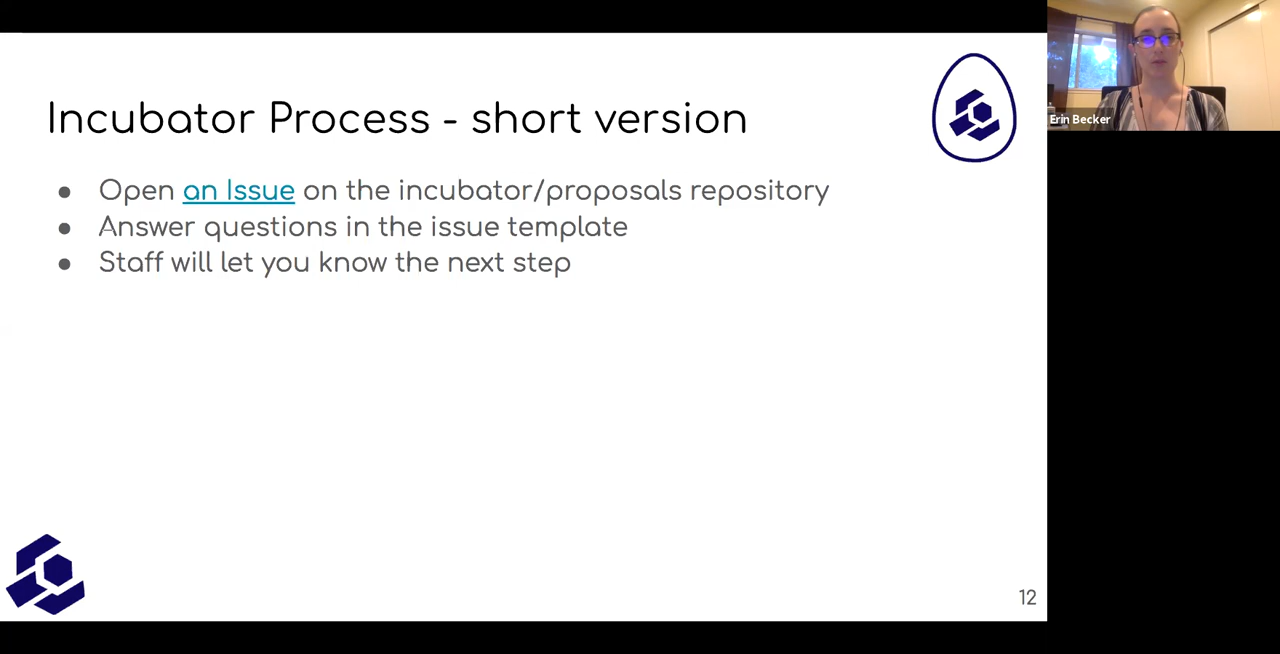 Incubator Process - short version
● Open an Issue on the incubator/proposals repository
● Answer questions in the issue template
● Staff will let you know the next step
12
Erin Becker